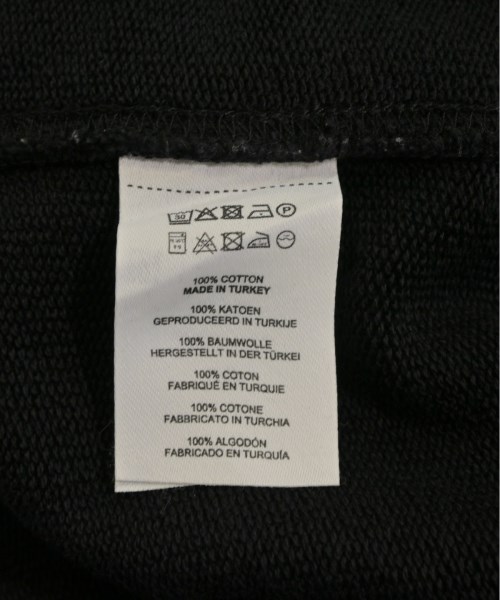 30
P
100% COTTON
MADE IN TURKEY
100% KATOEN
GEPRODUCEERD IN TURKIJE
100% BAUMWOLLE
HERGESTELLT IN DER TÜRKEI
100% COTON
FABRIQUÉ EN TURQUIE
100% COTONE
FABBRICATO IN TURCHIA
100% ALGODÓN
FABRICADO EN TURQUÍA